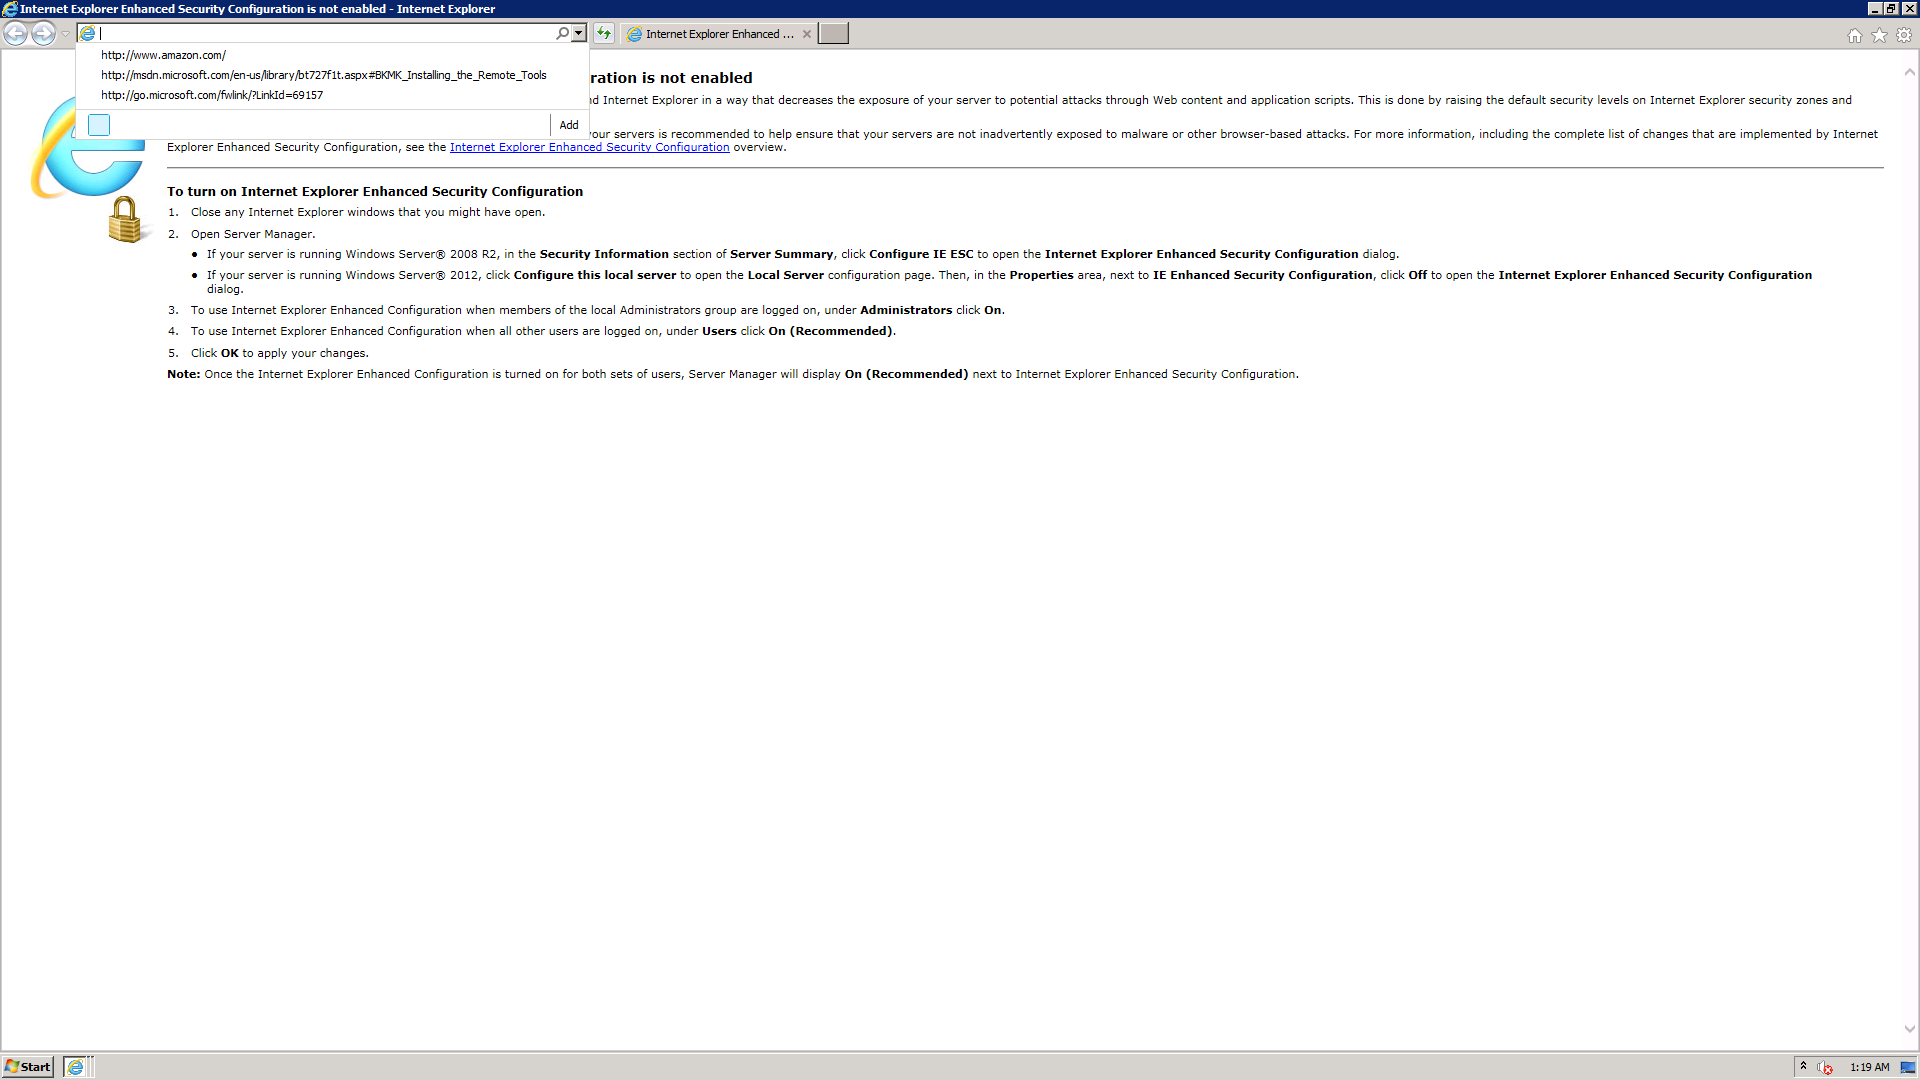 Internet Explorer Enhanced Security Configuration is not enabled - Internet Explorer
Internet Explorer Enhanced ...
http://www.amazon.com/
http://msdn.microsoft.com/en-us/library/bt727f1t.aspx#BKMK_Installing_the_Remote_Tools
http://go.microsoft.com/fwlink/?LinkId=69157
Add
ration is not enabled
nd Internet Explorer in a way that decreases the exposure of your server to potential attacks through Web content and application scripts. This is done by raising the default security levels on Internet Explorer security zones and
your servers is recommended to help ensure that your servers are not inadvertently exposed to malware or other browser-based attacks. For more information, including the complete list of changes that are implemented by Internet
Explorer Enhanced Security Configuration, see the Internet Explorer Enhanced Security Configuration overview.
To turn on Internet Explorer Enhanced Security Configuration
1. Close any Internet Explorer windows that you might have open.
2. Open Server Manager.
• If your server is running Windows Server® 2008 R2, in the Security Information section of Server Summary, click Configure IE ESC to open the Internet Explorer Enhanced Security Configuration dialog.
• If your server is running Windows Server® 2012, click Configure this local server to open the Local Server configuration page. Then, in the Properties area, next to IE Enhanced Security Configuration, click Off to open the Internet Explorer Enhanced Security Configuration
dialog.
3. To use Internet Explorer Enhanced Configuration when members of the local Administrators group are logged on, under Administrators click On.
4. To use Internet Explorer Enhanced Configuration when all other users are logged on, under Users click On (Recommended).
5. Click OK to apply your changes.
Note: Once the Internet Explorer Enhanced Configuration is turned on for both sets of users, Server Manager will display On (Recommended) next to Internet Explorer Enhanced Security Configuration.
Start
1:19 AM